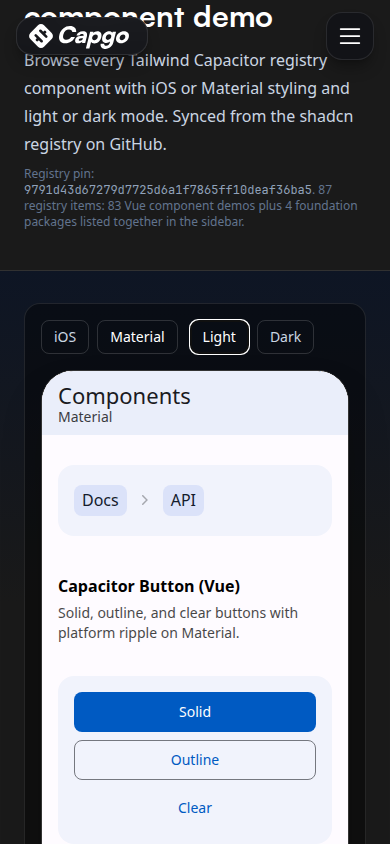 component demo
Capgo
Browse every Tailwind Capacitor registry
component with iOS or Material styling and
light or dark mode. Synced from the shadcn
registry on GitHub.
Registry pin:
9791d43d67279d7725d6a1f7865ff10deaf36ba5. 87
registry items: 83 Vue component demos plus 4 foundation
packages listed together in the sidebar.
iOS Material Light Dark
Components
Material
Docs > API
Capacitor Button (Vue)
Solid, outline, and clear buttons with
platform ripple on Material.
Solid
Outline
Clear